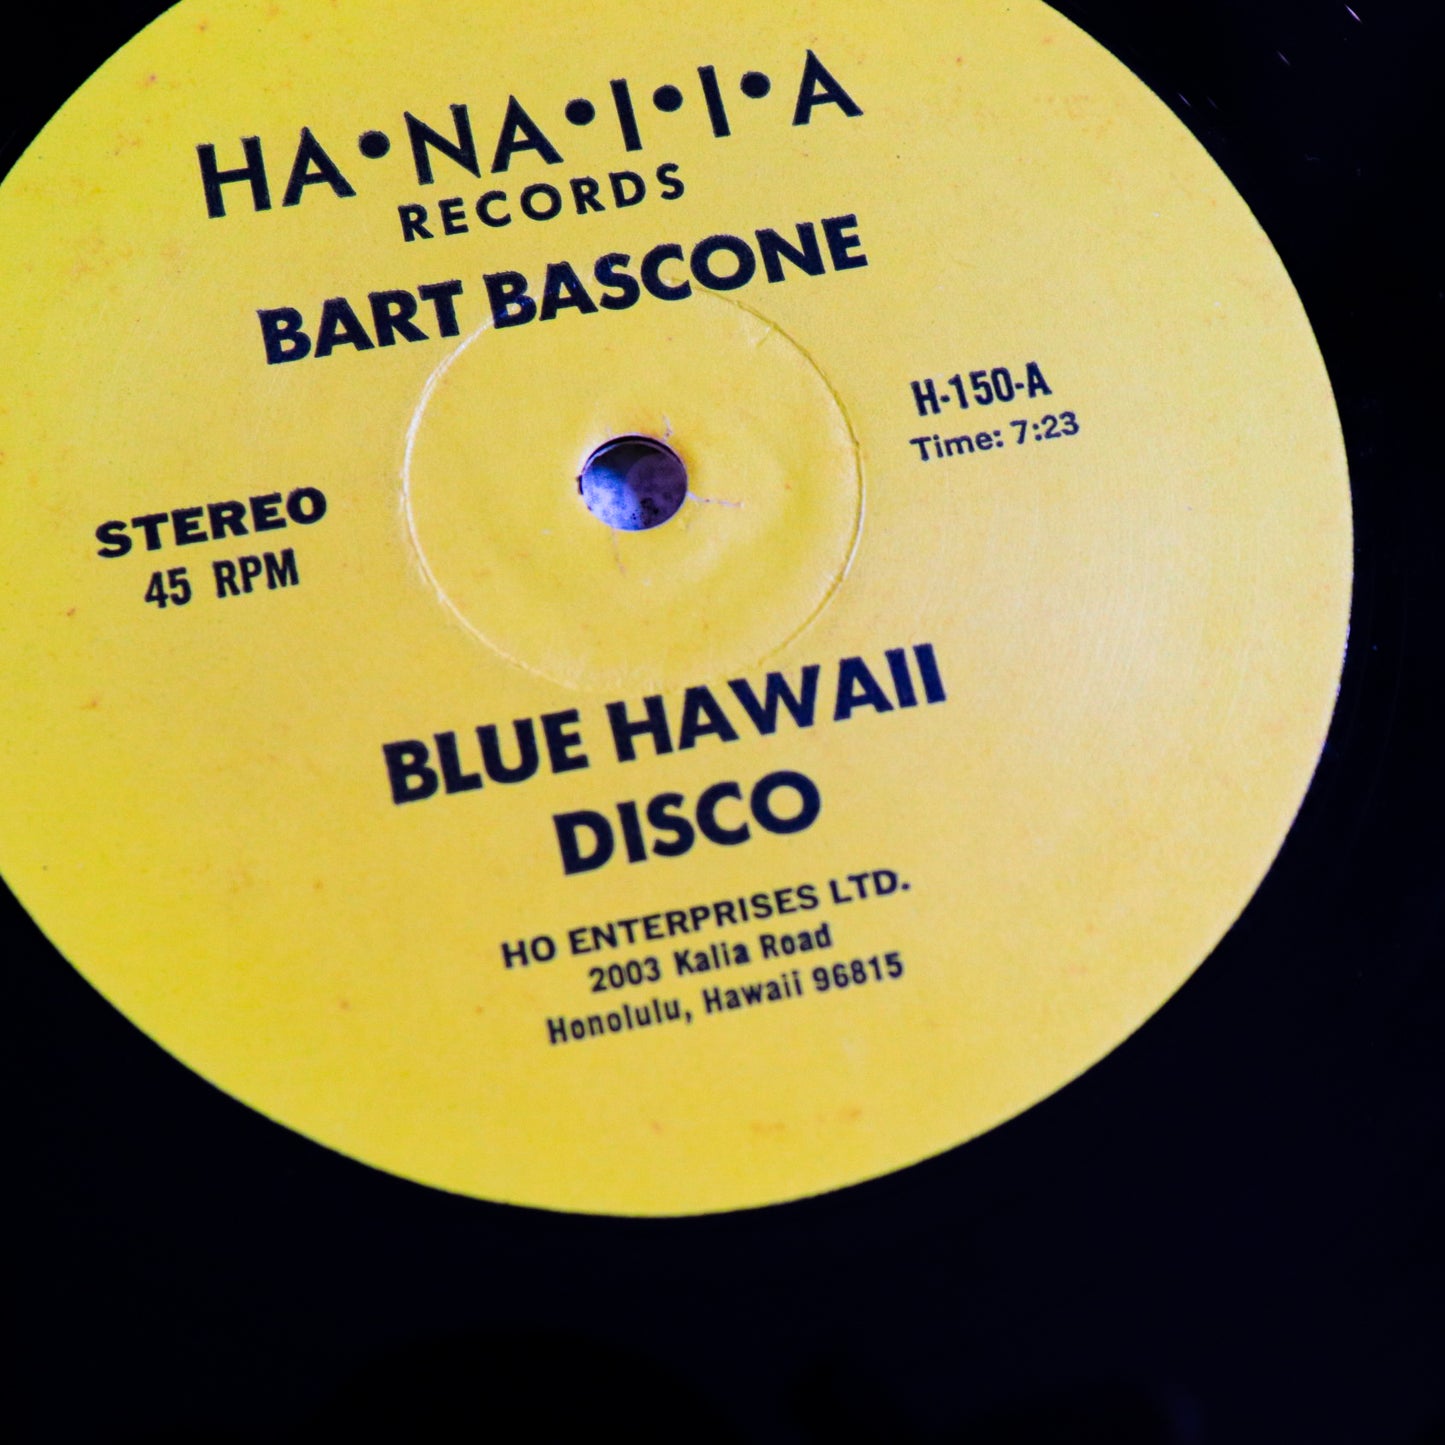 HA•NA•I•I•A
RECORDS
BART BASCONE
H-150-A
Time: 7:23
STEREO
45 RPM
BLUE HAWAII
DISCO
HO ENTERPRISES LTD.
2003 Kalia Road
Honolulu, Hawaii 96815